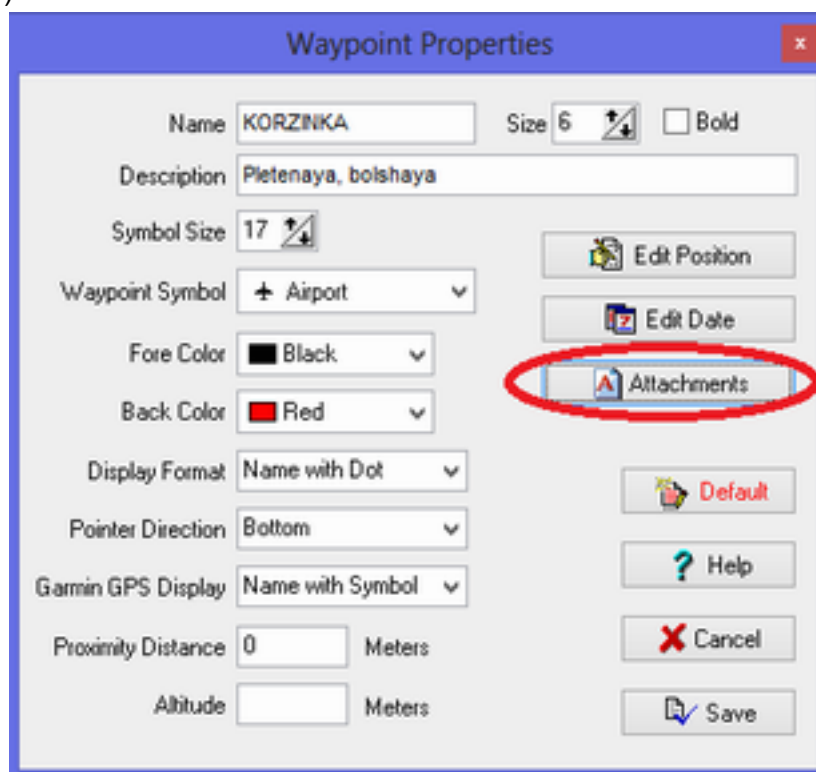 )
Waypoint Properties
x
Name KORZINKA Size 6 Bold
Description Pletenaya, bolshaya
Symbol Size 17
Edit Position
Waypoint Symbol Airport
Edit Date
Fore Color Black
Attachments
Back Color Red
Display Format Name with Dot
Default
Pointer Direction Bottom
? Help
Garmin GPS Display Name with Symbol
Proximity Distance 0 Meters
Cancel
Altitude Meters
Save